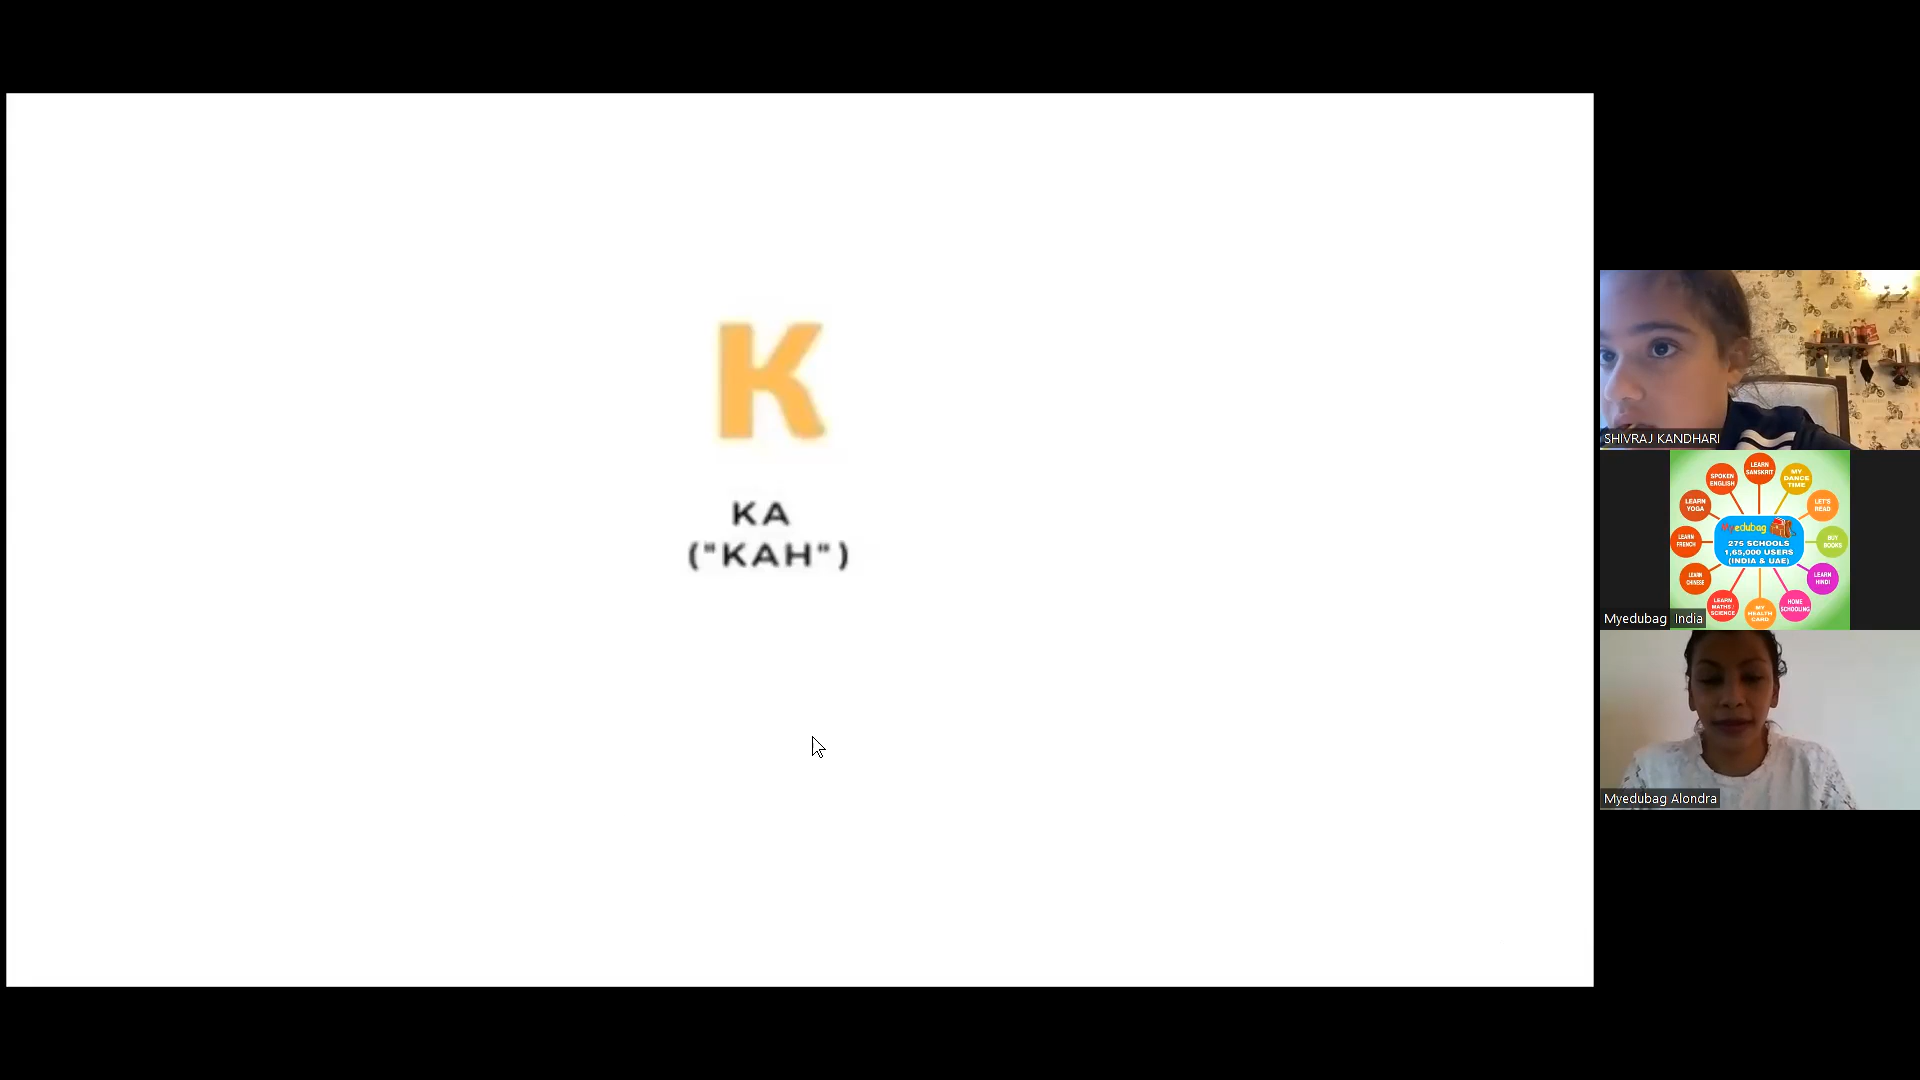 K
KA
("KAH")
SHIVRAJ KANDHARI
LEARN SANSKRIT
SPOKEN ENGLISH
MY DANCE TIME
LEARN YOGA
LET'S READ
Myedubag
275 SCHOOLS
1,65,000 USERS
(INDIA & UAE)
LEARN FRENCH
BUY BOOKS
LEARN CHINESE
LEARN HINDI
LEARN MATHS / SCIENCE
MY HEALTH CARD
HOME SCHOOLING
Myedubag India
Myedubag Alondra